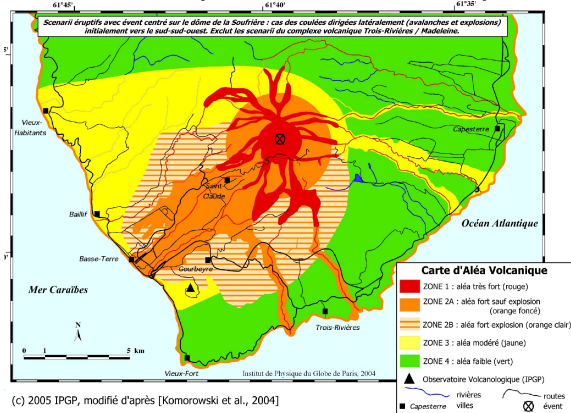 61°45'
61°40'
61°35'
Scenarii éruptifs avec évent centré sur le dôme de la Soufrière : cas des coulées dirigées latéralement (avalanches et explosions)
initialement vers le sud-sud-ouest. Exclut les scenarii du complexe volcanique Trois-Rivières / Madeleine.
Vieux-
Habitants
Capesterre
Saint
Claude
Baillif
Océan Atlantique
Basse-Terre
Gourbeyre
Mer Caraïbes
Trois-Rivières
N
0
5 km
Vieux-Fort
Institut de Physique du Globe de Paris, 2004
Carte d'Aléa Volcanique
ZONE 1 : aléa très fort (rouge)
ZONE 2A : aléa fort sauf explosion
(orange foncé)
ZONE 2B : aléa fort explosion (orange clair)
ZONE 3 : aléa modéré (jaune)
ZONE 4 : aléa faible (vert)
Observatoire Volcanologique (IPGP)
rivières
routes
Capesterre villes
évent
(c) 2005 IPGP, modifié d'après [Komorowski et al., 2004]